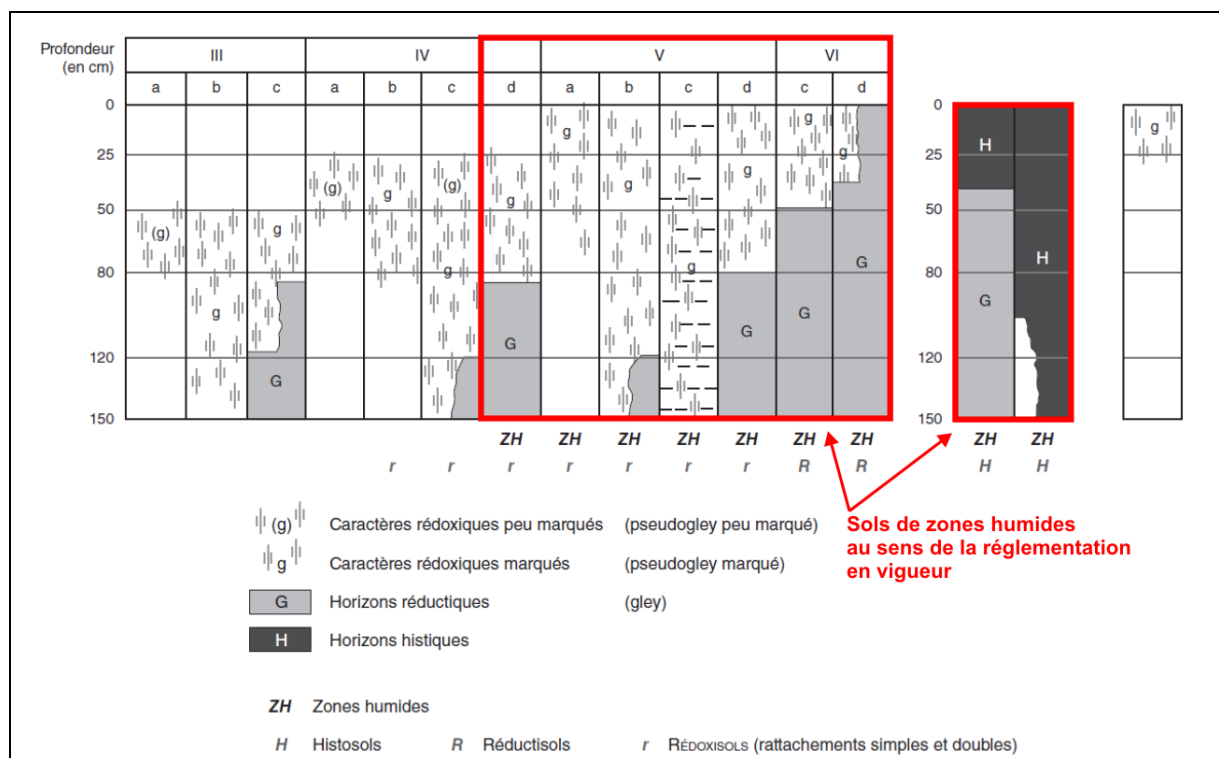 Profondeur
(en cm)
III IV V VI
a b c a b c d a b c d c d
0 0
g g g g g H g
25 25
(g) g (g) g g
50 50
(g) g g H
80 80
g g G G
g G G G
120 120
G
150 150
ZH ZH ZH ZH ZH ZH ZH ZH ZH
r r r r r r r R R H H
Sols de zones humides
au sens de la réglementation
en vigueur
(g) Caractères rédoxiques peu marqués (pseudogley peu marqué)
g Caractères rédoxiques marqués (pseudogley marqué)
G Horizons réductiques (gley)
H Horizons histiques
ZH Zones humides
H Histosols R Réductisols r RÉDOXISOLS (rattachements simples et doubles)